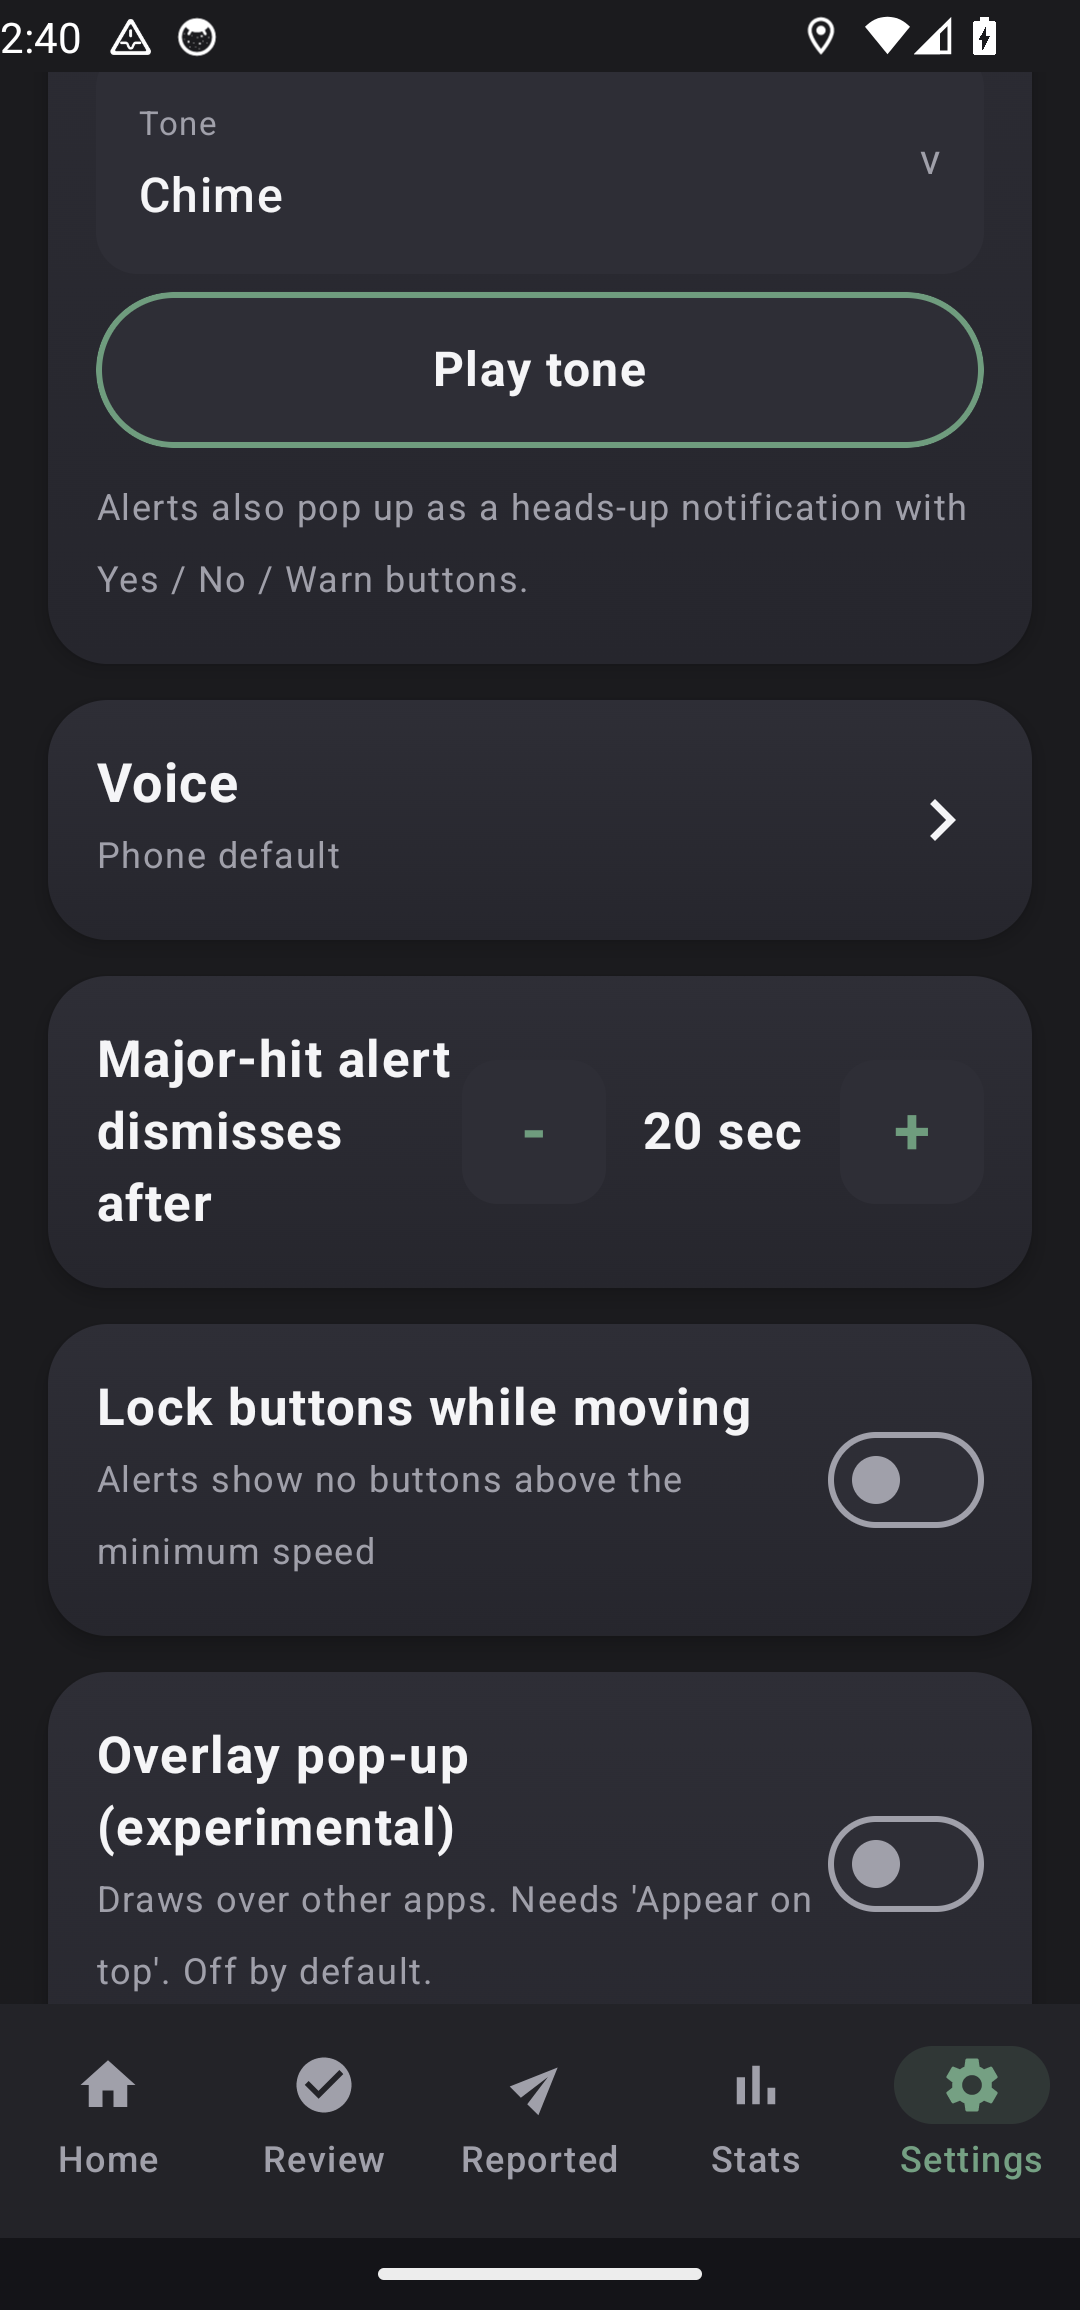 2:40
Tone
Chime
v
Play tone
Alerts also pop up as a heads-up notification with
Yes / No / Warn buttons.
Voice
Phone default
Major-hit alert
dismisses
after
- 20 sec +
Lock buttons while moving
Alerts show no buttons above the
minimum speed
Overlay pop-up
(experimental)
Draws over other apps. Needs 'Appear on
top'. Off by default.
Home Review Reported Stats Settings